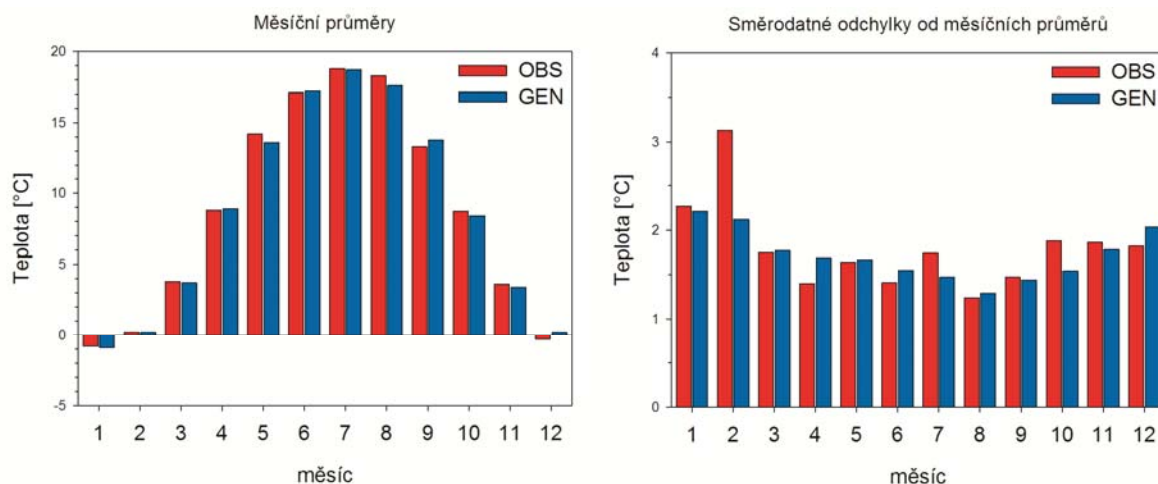 Měsíční průměry
Teplota [°C]
20
15
10
5
0
-5
OBS
GEN
1 2 3 4 5 6 7 8 9 10 11 12
měsíc
Směrodatné odchylky od měsíčních průměrů
Teplota [°C]
4
3
2
1
0
OBS
GEN
1 2 3 4 5 6 7 8 9 10 11 12
měsíc